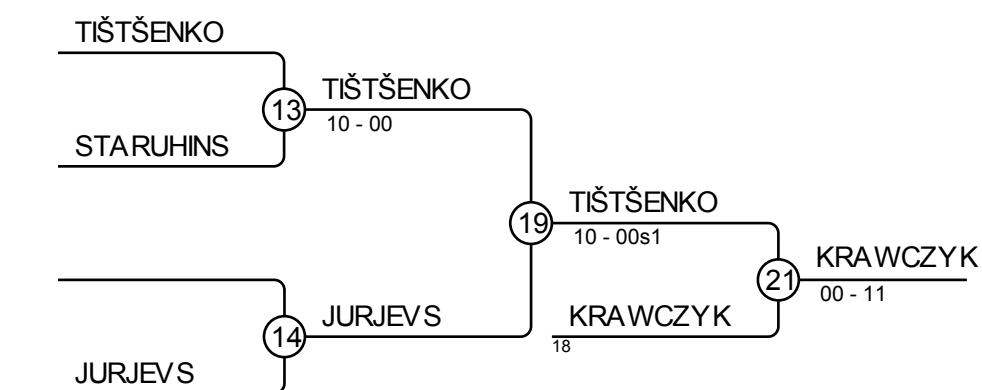 TIŠTŠENKO
13
TIŠTŠENKO
10 - 00
STARUHINS
19
TIŠTŠENKO
10 - 00s1
21
KRAWCZYK
00 - 11
14
JURJEVS
KRAWCZYK
18
JURJEVS